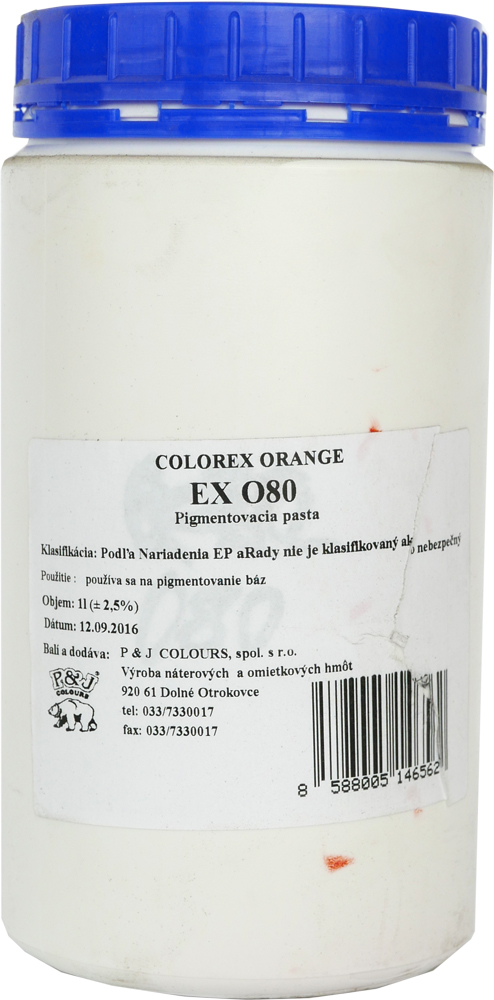 COLOREX ORANGE
EX O80
Pigmentovacia pasta
Klasifikácia: Podľa Nariadenia EP aRady nie je klasifikovaný ako nebezpečný
Použitie : používa sa na pigmentovanie báz
Objem: 1l (± 2,5%)
Dátum: 12.09.2016
Balí a dodáva: P & J COLOURS, spol. s r.o.
Výroba náterových a omietkových hmôt
920 61 Dolné Otrokovce
tel: 033/7330017
fax: 033/7330017
P&J
COLOURS
8 588005 146562